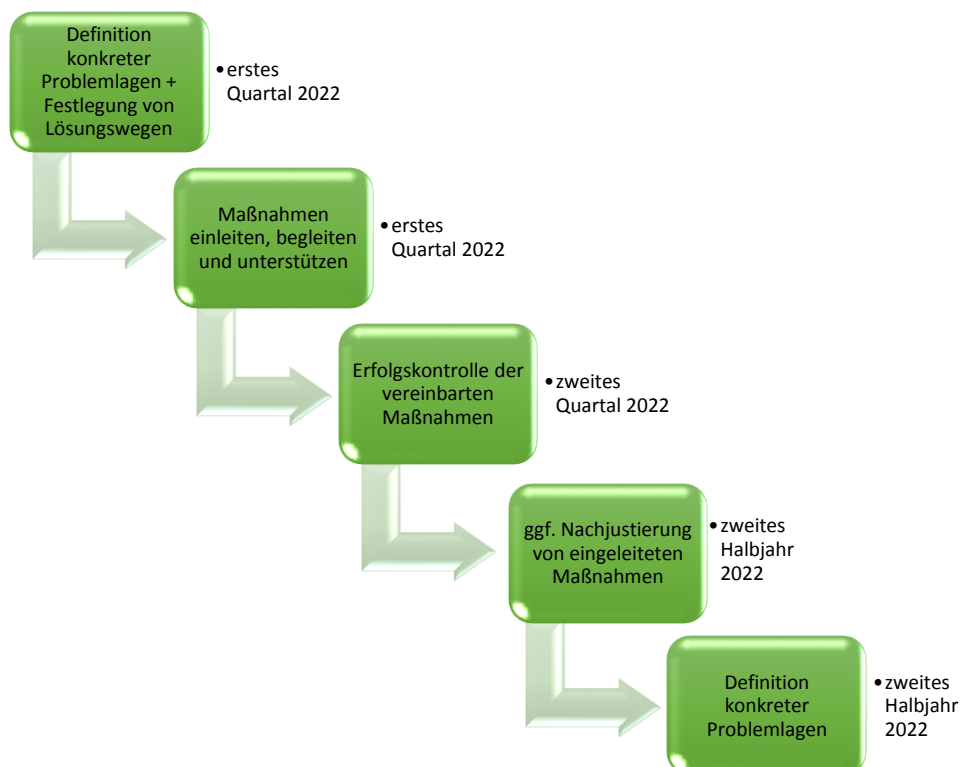 Definition
konkreter
Problemlagen +
Festlegung von
Lösungswegen
•erstes
Quartal 2022
Maßnahmen
einleiten, begleiten
und unterstützen
•erstes
Quartal 2022
Erfolgskontrolle der
vereinbarten
Maßnahmen
•zweites
Quartal 2022
ggf. Nachjustierung
von eingeleiteten
Maßnahmen
•zweites
Halbjahr
2022
Definition
konkreter
Problemlagen
•zweites
Halbjahr
2022